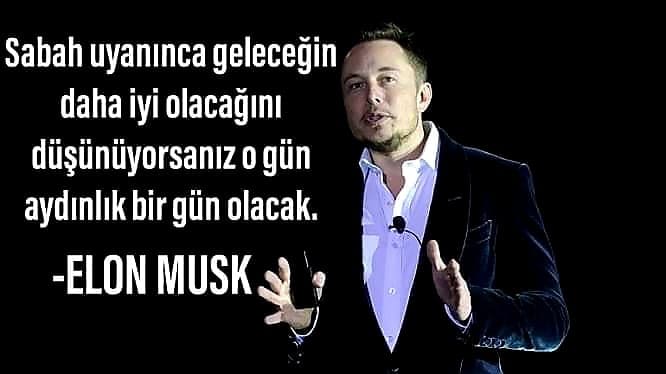 Sabah uyanınca geleceğin
daha iyi olacağını
düşünüyorsanız o gün
aydınlık bir gün olacak.
-ELON MUSK